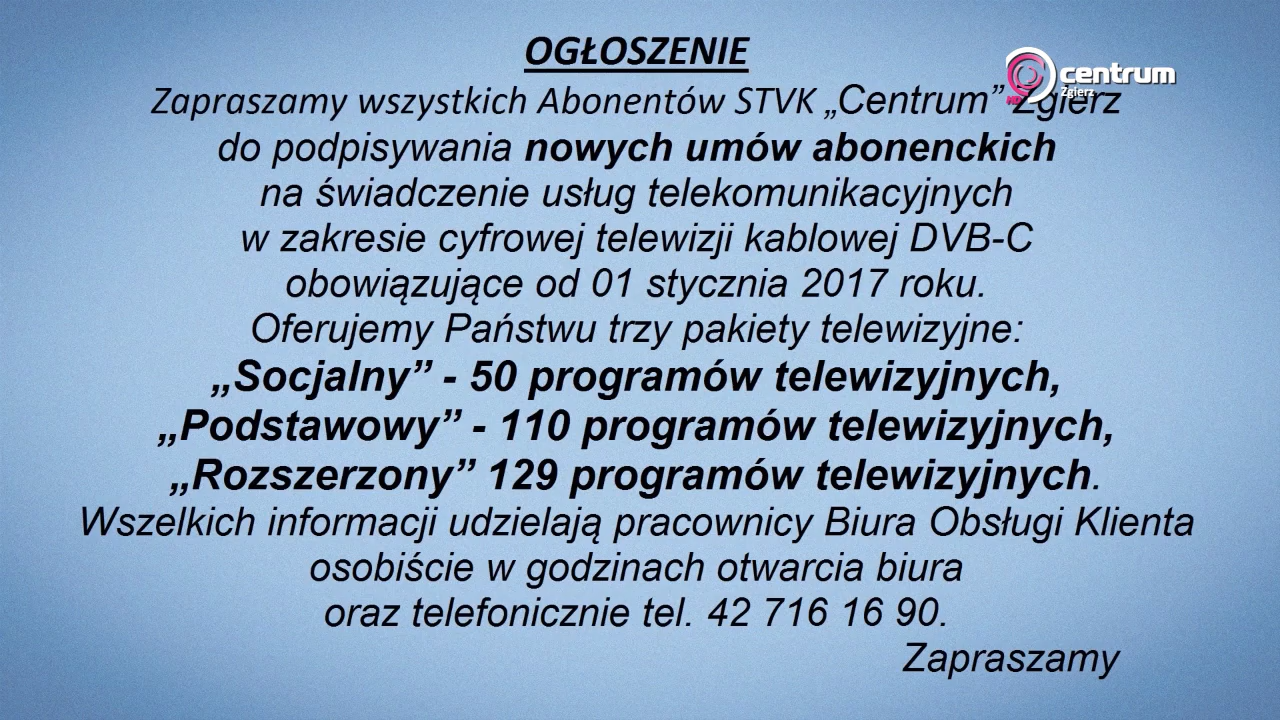 OGŁOSZENIE
Zapraszamy wszystkich Abonentów STVK „Centrum” Zgierz
centrum
Zgierz
HD
do podpisywania nowych umów abonenckich
na świadczenie usług telekomunikacyjnych
w zakresie cyfrowej telewizji kablowej DVB-C
obowiązujące od 01 stycznia 2017 roku.
Oferujemy Państwu trzy pakiety telewizyjne:
„Socjalny” - 50 programów telewizyjnych,
„Podstawowy” - 110 programów telewizyjnych,
„Rozszerzony” 129 programów telewizyjnych.
Wszelkich informacji udzielają pracownicy Biura Obsługi Klienta
osobiście w godzinach otwarcia biura
oraz telefonicznie tel. 42 716 16 90.
Zapraszamy